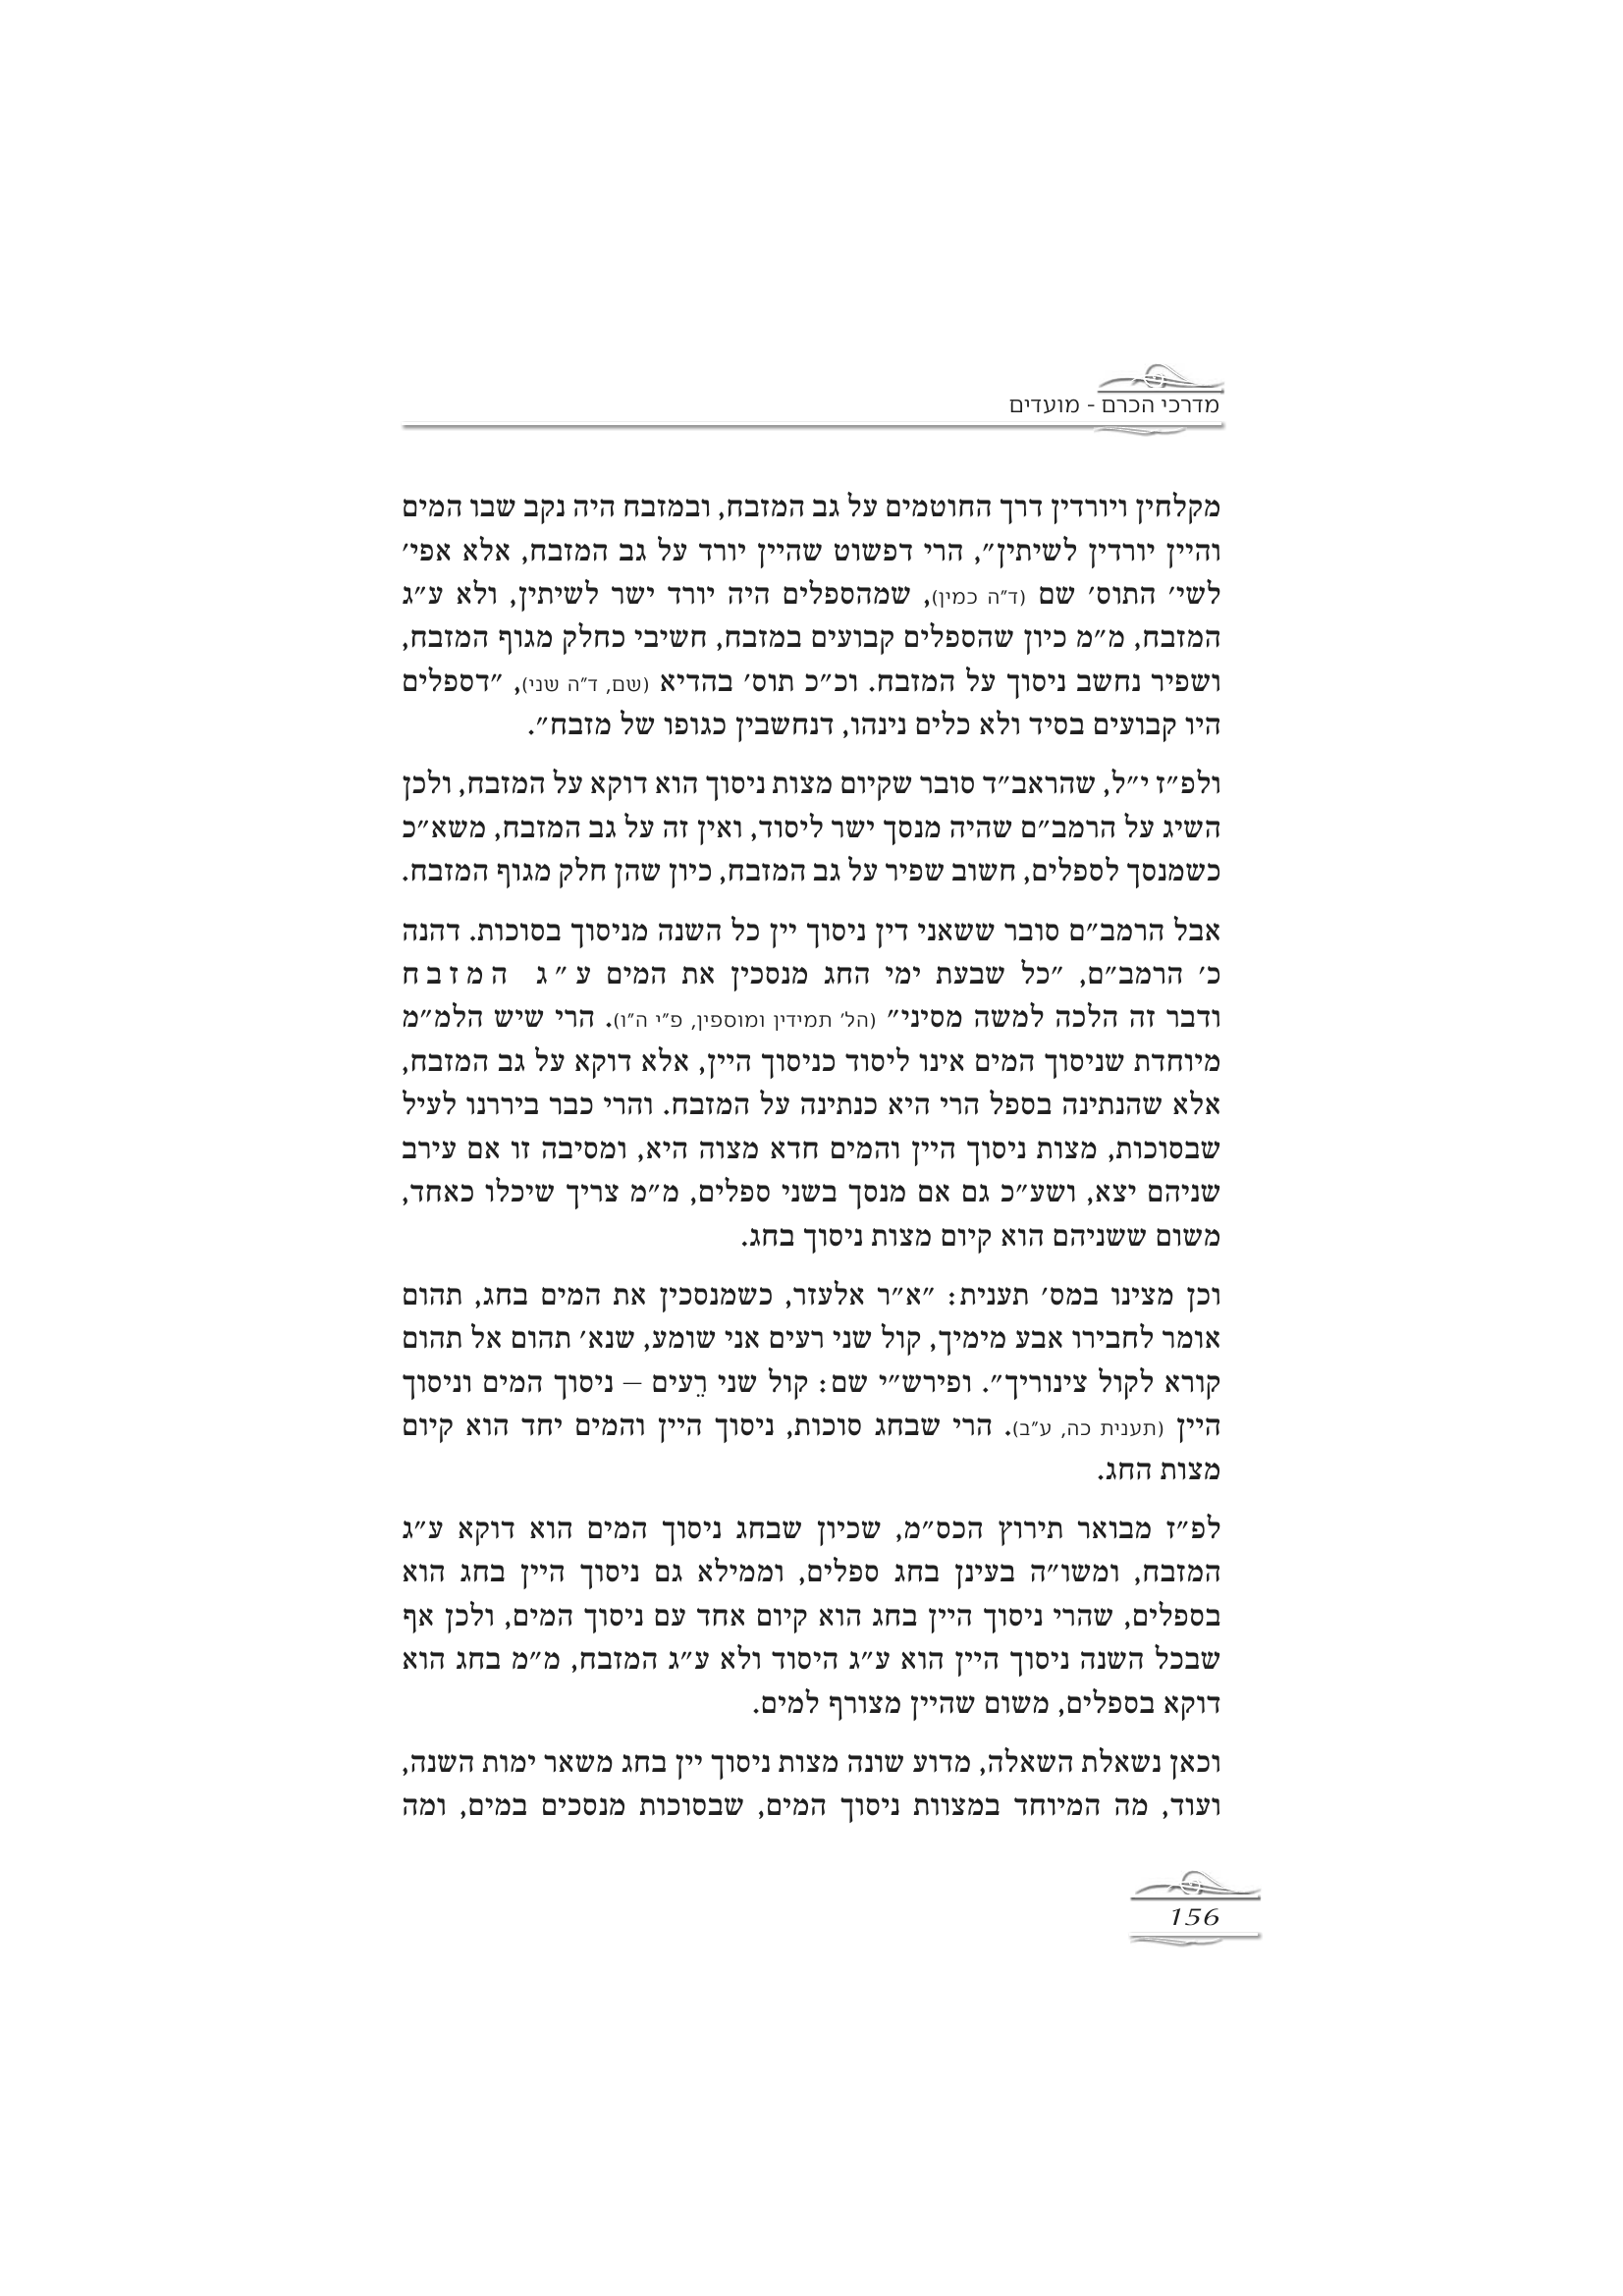 מדרכי הכרם - מועדים
מקלחין ויורדין דרך החוטמים על גב המזבח, ובמזבח היה נקב שבו המים
והיין יורדין לשיתין״, הרי דפשוט שהיין יורד על גב המזבח, אלא אפי׳
לשי׳ התוס׳ שם (ד״ה כמין), שמהספלים היה יורד ישר לשיתין, ולא ע״ג
המזבח, מ״מ כיון שהספלים קבועים במזבח, חשיבי כחלק מגוף המזבח,
ושפיר נחשב ניסוך על המזבח. וכ״כ תוס׳ בהדיא (שם, ד״ה שני), ״דספלים
היו קבועים בסיד ולא כלים נינהו, דנחשבין כגופו של מזבח״.
ולפ״ז י״ל, שהראב״ד סובר שקיום מצות ניסוך הוא דוקא על המזבח, ולכן
השיג על הרמב״ם שהיה מנסך ישר ליסוד, ואין זה על גב המזבח, משא״כ
כשמנסך לספלים, חשוב שפיר על גב המזבח, כיון שהן חלק מגוף המזבח.
אבל הרמב״ם סובר ששאני דין ניסוך יין כל השנה מניסוך בסוכות. דהנה
כ׳ הרמב״ם, ״כל שבעת ימי החג מנסכין את המים ע״ג המזבח
ודבר זה הלכה למשה מסיני״ (הל׳ תמידין ומוספין, פ״י ה״ו). הרי שיש הלמ״מ
מיוחדת שניסוך המים אינו ליסוד כניסוך היין, אלא דוקא על גב המזבח,
אלא שהנתינה בספל הרי היא כנתינה על המזבח. והרי כבר ביררנו לעיל
שבסוכות, מצות ניסוך היין והמים חדא מצוה היא, ומסיבה זו אם עירב
שניהם יצא, ושע״כ גם אם מנסך בשני ספלים, מ״מ צריך שיכלו כאחד,
משום ששניהם הוא קיום מצות ניסוך בחג.
וכן מצינו במס׳ תענית: ״א״ר אלעזר, כשמנסכין את המים בחג, תהום
אומר לחבירו אבע מימיך, קול שני רעים אני שומע, שנא׳ תהום אל תהום
קורא לקול צינוריך״. ופירש״י שם: קול שני רֵעים – ניסוך המים וניסוך
היין (תענית כה, ע״ב). הרי שבחג סוכות, ניסוך היין והמים יחד הוא קיום
מצות החג.
לפ״ז מבואר תירוץ הכס״מ, שכיון שבחג ניסוך המים הוא דוקא ע״ג
המזבח, ומשו״ה בעינן בחג ספלים, וממילא גם ניסוך היין בחג הוא
בספלים, שהרי ניסוך היין בחג הוא קיום אחד עם ניסוך המים, ולכן אף
שבכל השנה ניסוך היין הוא ע״ג היסוד ולא ע״ג המזבח, מ״מ בחג הוא
דוקא בספלים, משום שהיין מצורף למים.
וכאן נשאלת השאלה, מדוע שונה מצות ניסוך יין בחג משאר ימות השנה,
ועוד, מה המיוחד במצוות ניסוך המים, שבסוכות מנסכים במים, ומה
156